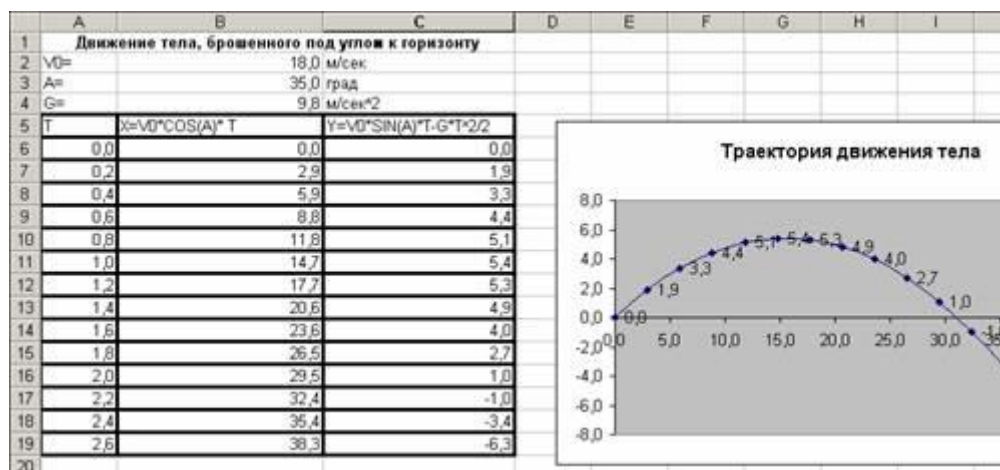 A B C D E F G H I
1 Движение тела, брошенного под углом к горизонту
2 V0= 18,0 м/сек
3 A= 35,0 град
4 G= 9,8 м/сек^2
5 T X=V0*COS(A)* T Y=V0*SIN(A)*T-G*T^2/2
6 0,0 0,0 0,0
7 0,2 2,9 1,9
8 0,4 5,9 3,3
9 0,6 8,8 4,4
10 0,8 11,8 5,1
11 1,0 14,7 5,4
12 1,2 17,7 5,3
13 1,4 20,6 4,9
14 1,6 23,6 4,0
15 1,8 26,5 2,7
16 2,0 29,5 1,0
17 2,2 32,4 -1,0
18 2,4 35,4 -3,4
19 2,6 38,3 -6,3
20
Траектория движения тела
8,0
6,0
4,0
2,0
0,0
-2,0
-4,0
-6,0
-8,0
0,0 5,0 10,0 15,0 20,0 25,0 30,0
0,0 1,9 3,3 4,4 5,1 5,4 5,3 4,9 4,0 2,7 1,0